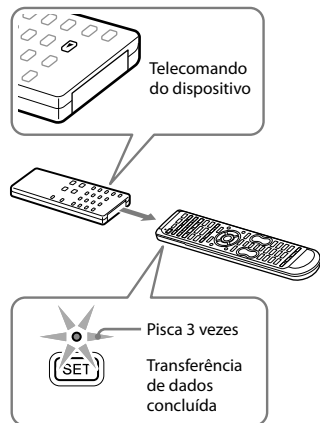 Telecomando
do dispositivo
Pisca 3 vezes
SET
Transferência
de dados
concluída